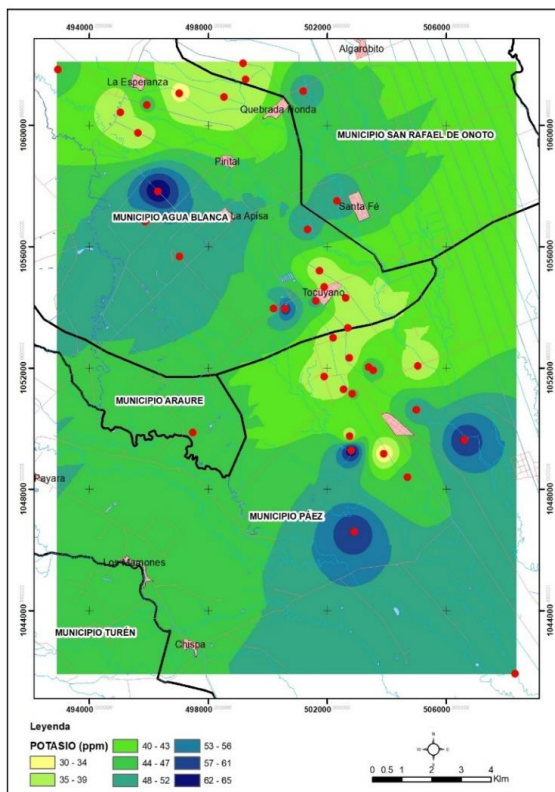 494000 498000 502000 506000
Algarobito
La Esperanza
Quebrada Honda
MUNICIPIO SAN RAFAEL DE ONOTO
Pirital
Santa Fé
MUNICIPIO AGUA BLANCA
La Apisa
Tocuyano
MUNICIPIO ARAURE
Payara
MUNICIPIO PÁEZ
Los Mamones
MUNICIPIO TURÉN
Chispa
1060000
1056000
1052000
1048000
1044000
1060000
1056000
1052000
1048000
1044000
494000 498000 502000 506000
Leyenda
POTASIO (ppm)
30 - 34
35 - 39
40 - 43
44 - 47
48 - 52
53 - 56
57 - 61
62 - 65
N
W E
S
0 0.5 1 2 3 4
Klm